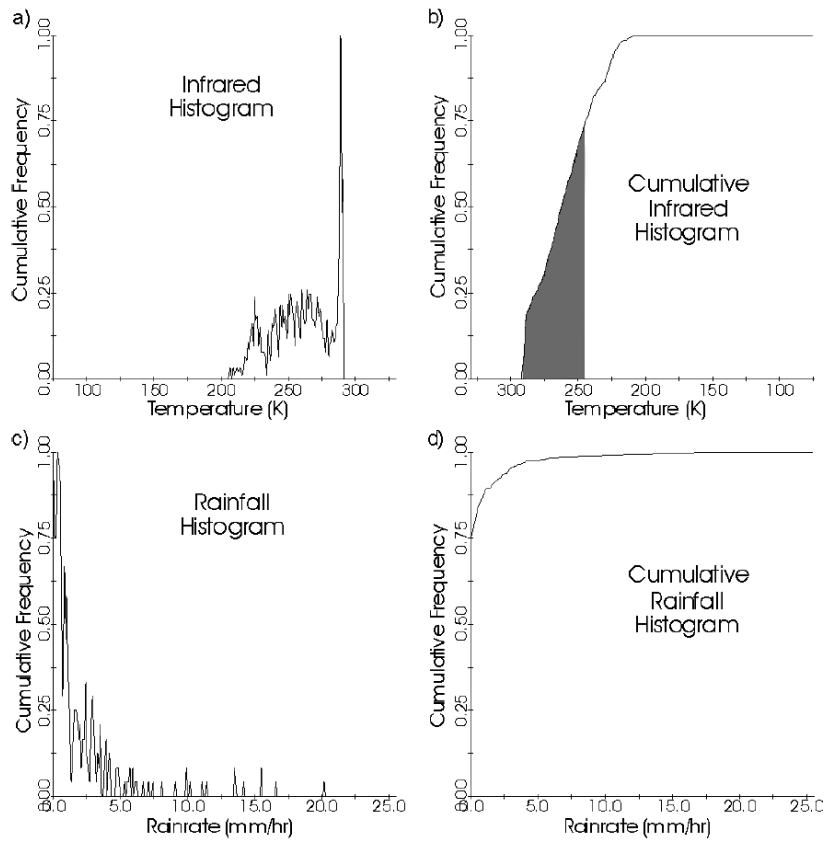 a)
Infrared
Histogram
Cumulative Frequency
0.00 0.25 0.50 0.75 1.00
100 150 200 250 300
Temperature (K)
b)
Cumulative
Infrared
Histogram
Cumulative Frequency
0.00 0.25 0.50 0.75 1.00
300 250 200 150 100
Temperature (K)
c)
Rainfall
Histogram
Cumulative Frequency
0.00 0.25 0.50 0.75 1.00
0.0 5.0 10.0 15.0 20.0 25.0
Rainrate (mm/hr)
d)
Cumulative
Rainfall
Histogram
Cumulative Frequency
0.00 0.25 0.50 0.75 1.00
0.0 5.0 10.0 15.0 20.0 25.0
Rainrate (mm/hr)